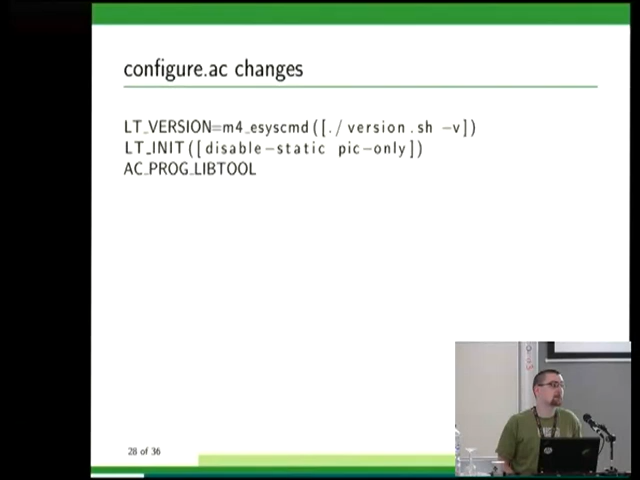 configure.ac changes
LT_VERSION=m4_esyscmd([./version.sh -v])
LT_INIT([disable-static pic-only])
AC_PROG_LIBTOOL
28 of 36